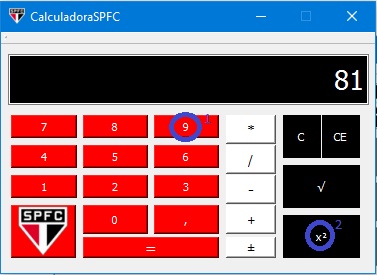 CalculadoraSPFC
81
7 8 9 1 * C CE
4 5 6 / √
1 2 3 -
SPFC 0 , + x² 2
= ±